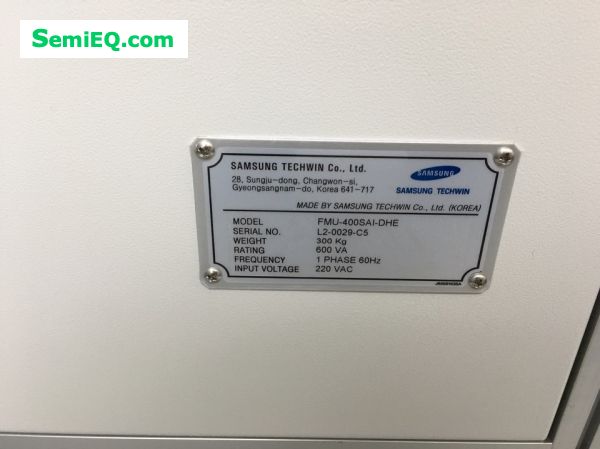 SemiEQ.com
SAMSUNG TECHWIN Co., Ltd.
28, Sungju-dong, Changwon-si,
Gyeongsangnam-do, Korea 641-717
SAMSUNG
SAMSUNG TECHWIN
MADE BY SAMSUNG TECHWIN Co., Ltd. (KOREA)
MODEL FMU-400SAI-DHE
SERIAL NO. L2-0029-C5
WEIGHT 300 Kg
RATING 600 VA
FREQUENCY 1 PHASE 60Hz
INPUT VOLTAGE 220 VAC